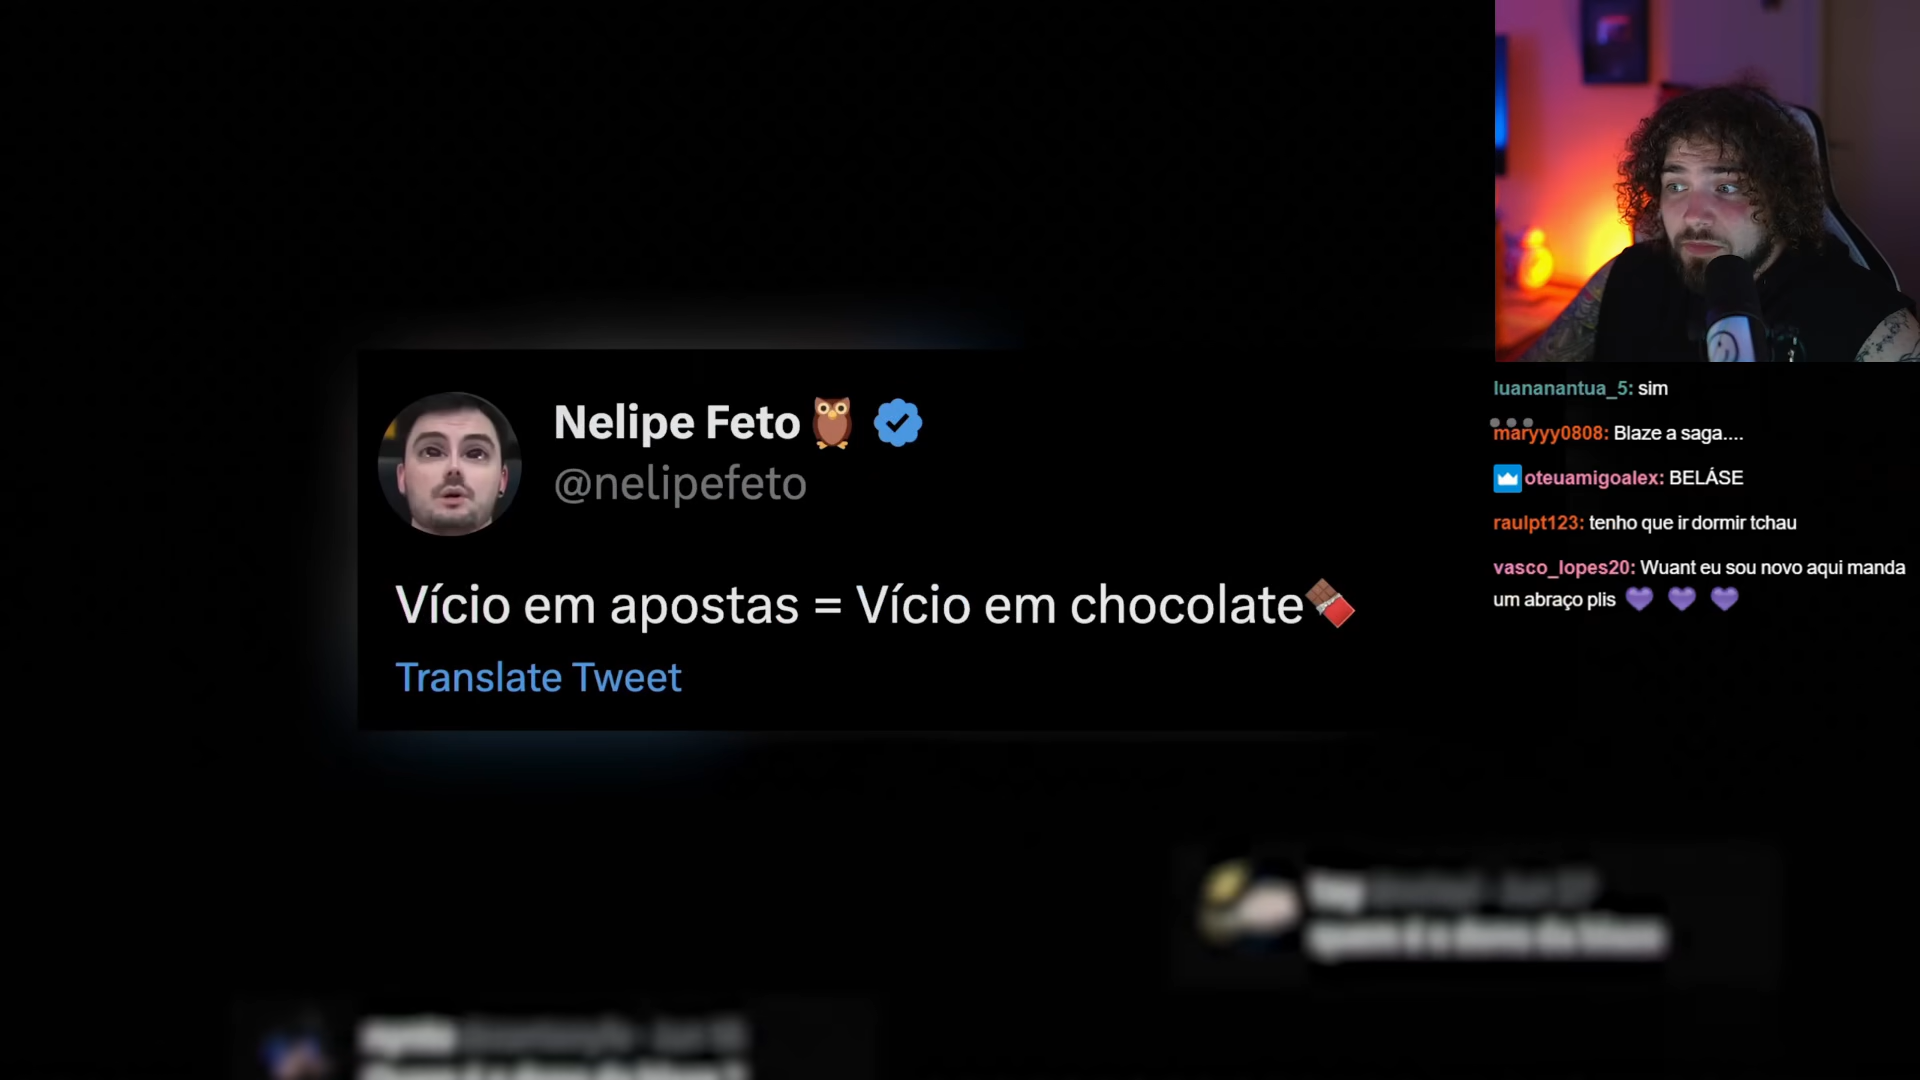 Nelipe Feto
@nelipefeto
Vício em apostas = Vício em chocolate
Translate Tweet
luananantua_5: sim
maryyy0808: Blaze a saga....
oteuamigoalex: BELÁSE
raulpt123: tenho que ir dormir tchau
vasco_lopes20: Wuant eu sou novo aqui manda
um abraço plis